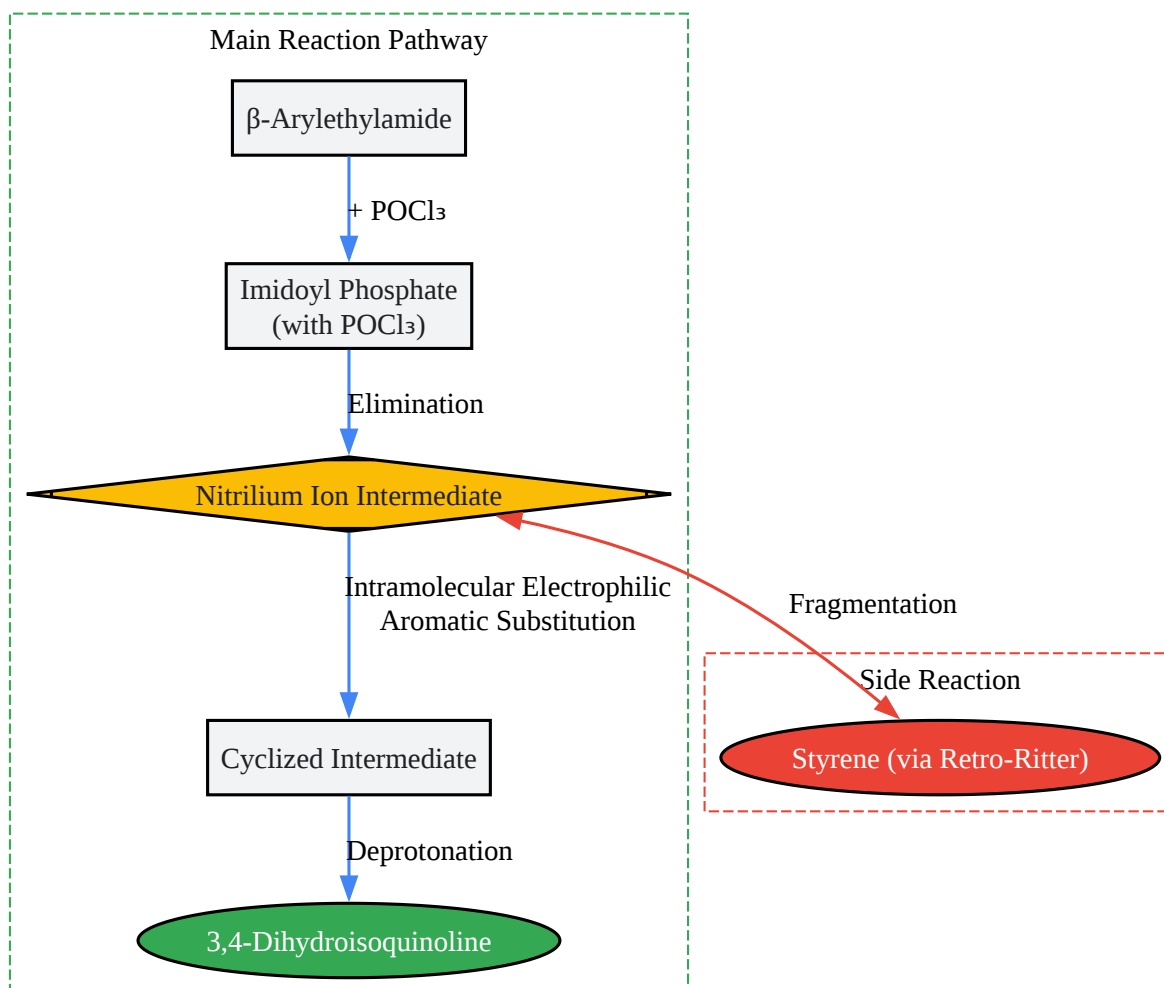 Main Reaction Pathway
β-Arylethylamide
+ POCl₃
Imidoyl Phosphate
(with POCl₃)
Elimination
Nitrilium Ion Intermediate
Intramolecular Electrophilic
Aromatic Substitution
Fragmentation
Side Reaction
Cyclized Intermediate
Styrene (via Retro-Ritter)
Deprotonation
3,4-Dihydroisoquinoline